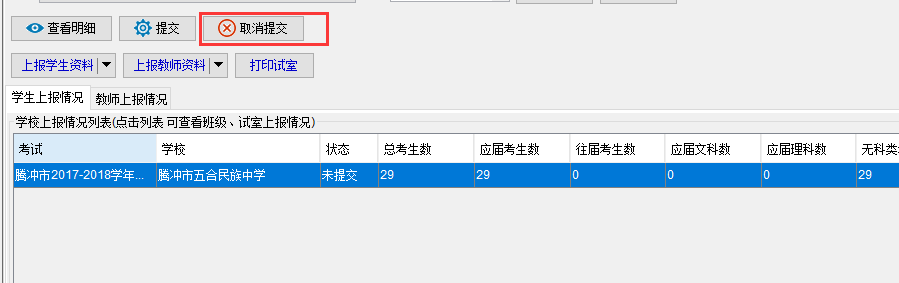 查看明细 提交 取消提交
上报学生资料 上报教师资料 打印试室
学生上报情况 教师上报情况
学校上报情况列表(点击列表 可查看班级、试室上报情况)
考试 学校 状态 总考生数 应届考生数 往届考生数 应届文科数 应届理科数 无科类
腾冲市2017-2018学年... 腾冲市五合民族中学 未提交 29 29 0 0 0 29